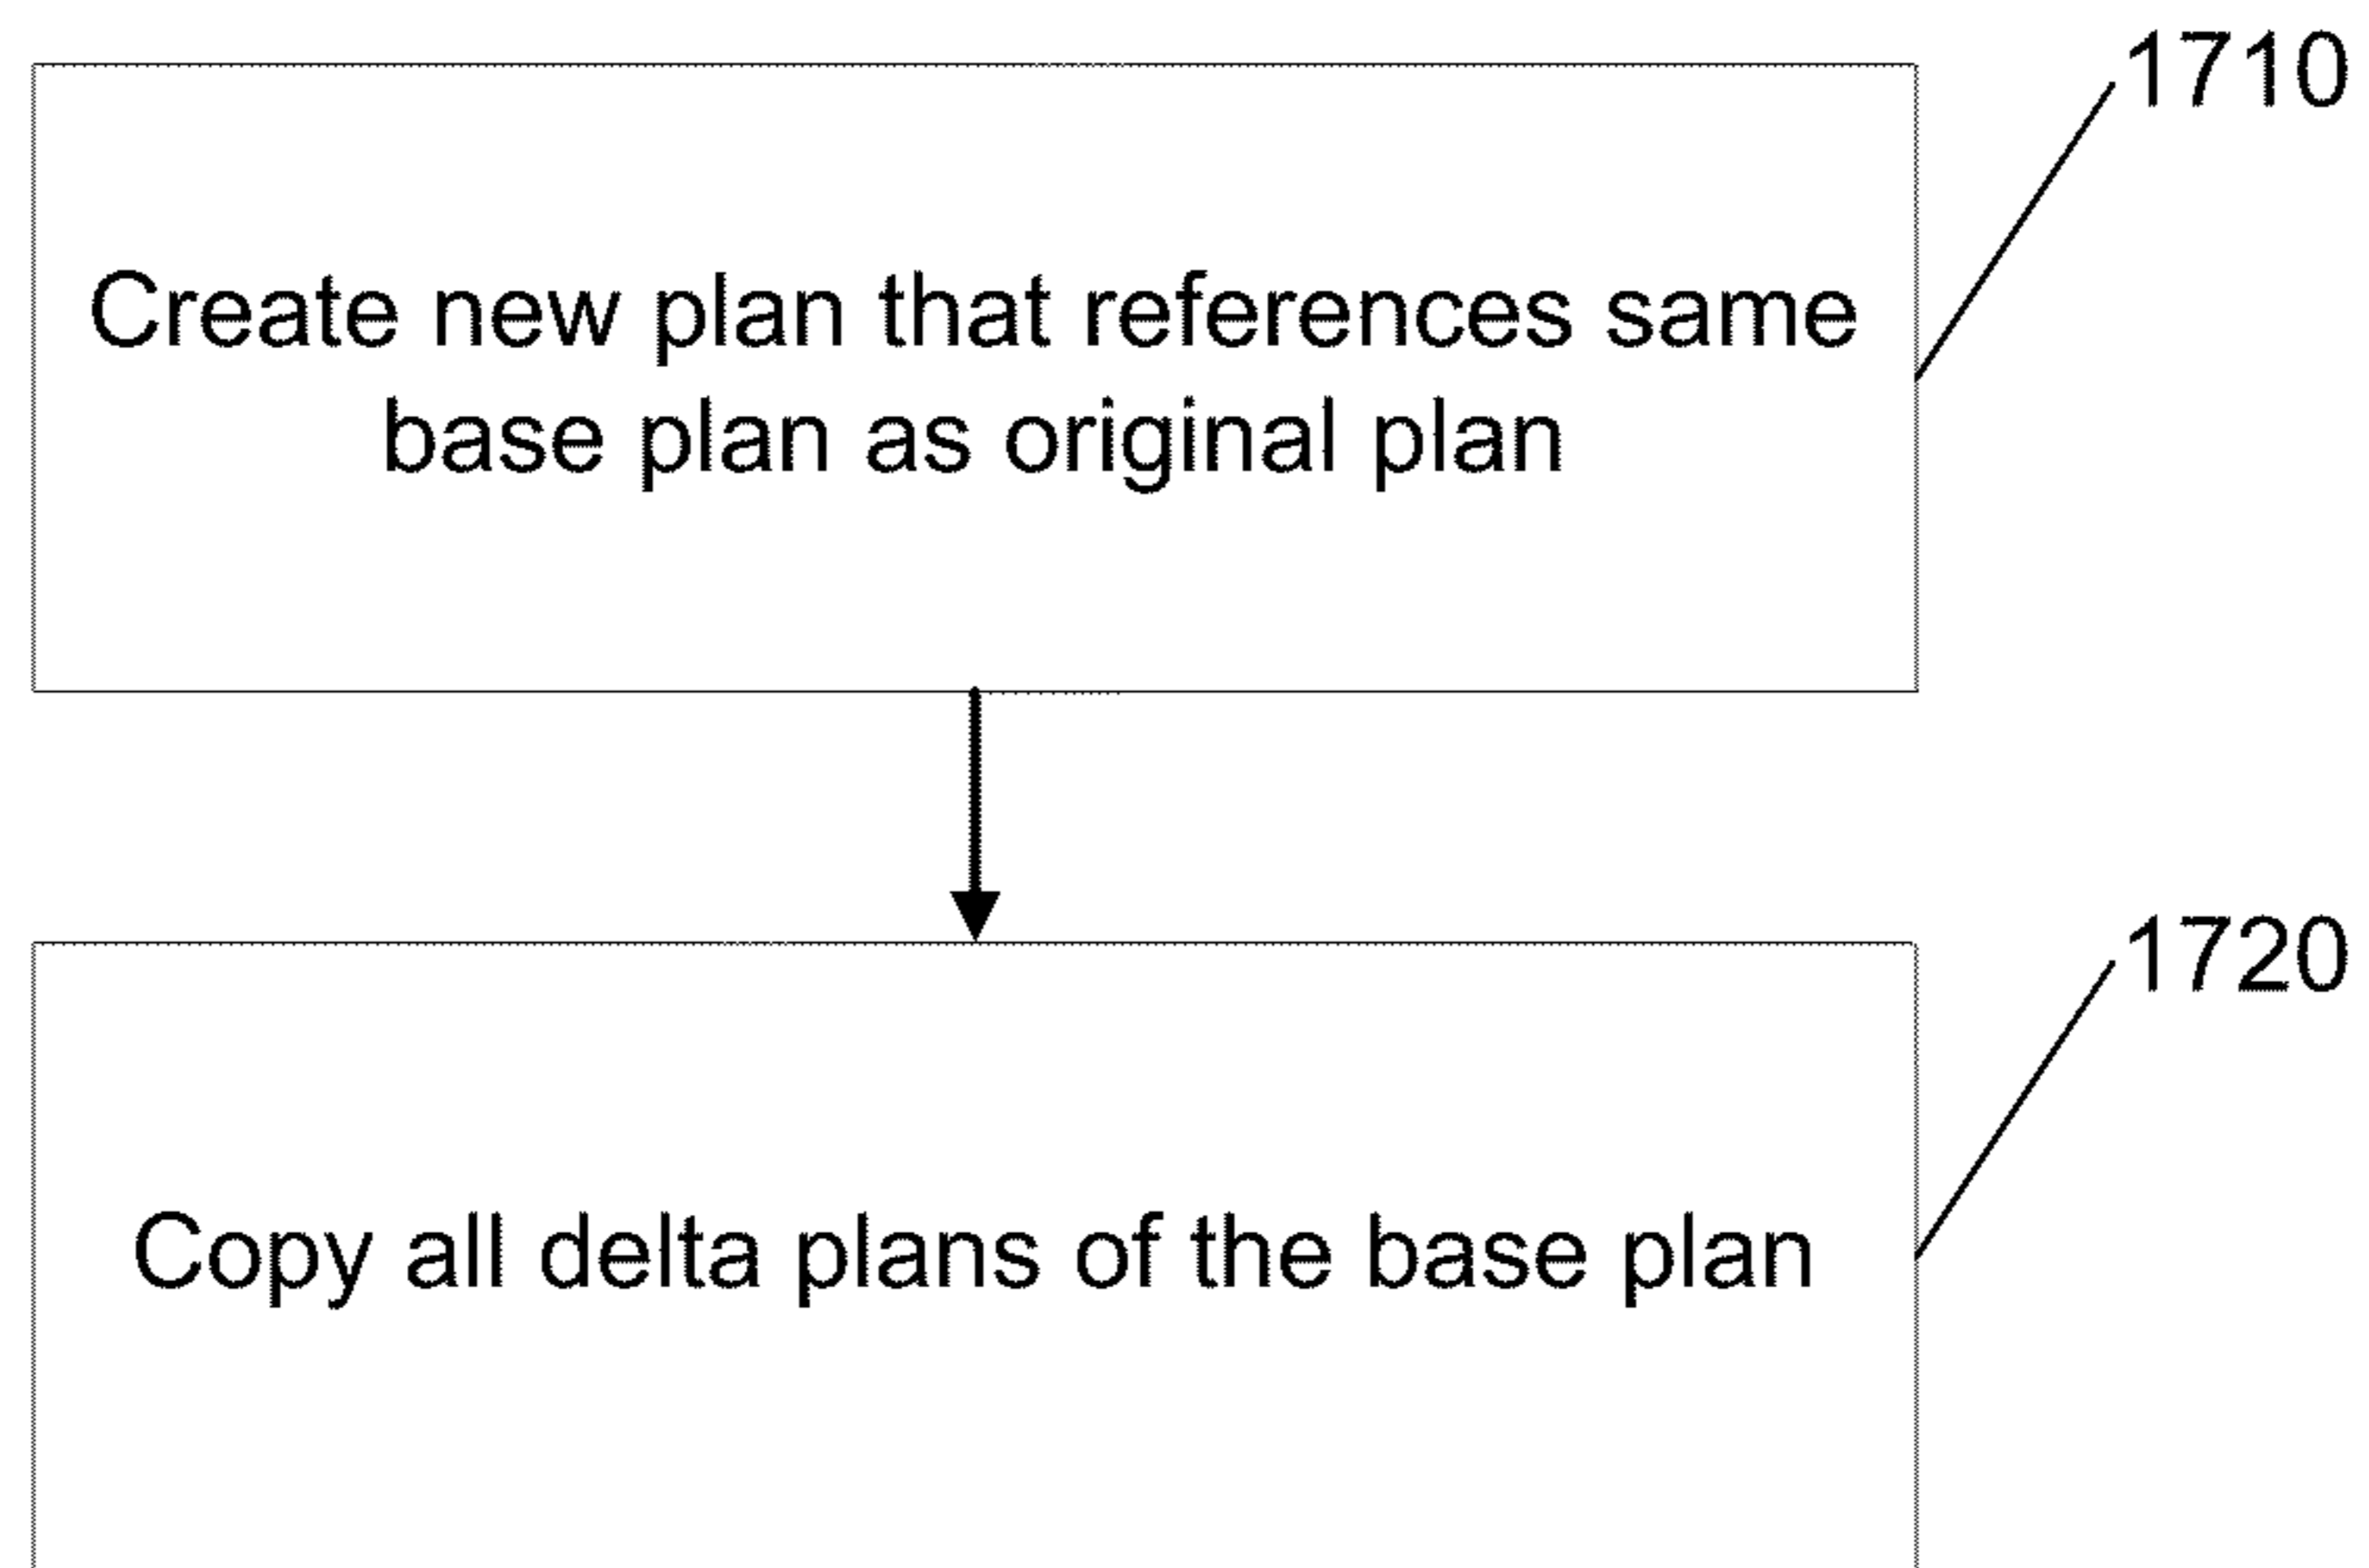 1710
Create new plan that references same
base plan as original plan
1720
Copy all delta plans of the base plan